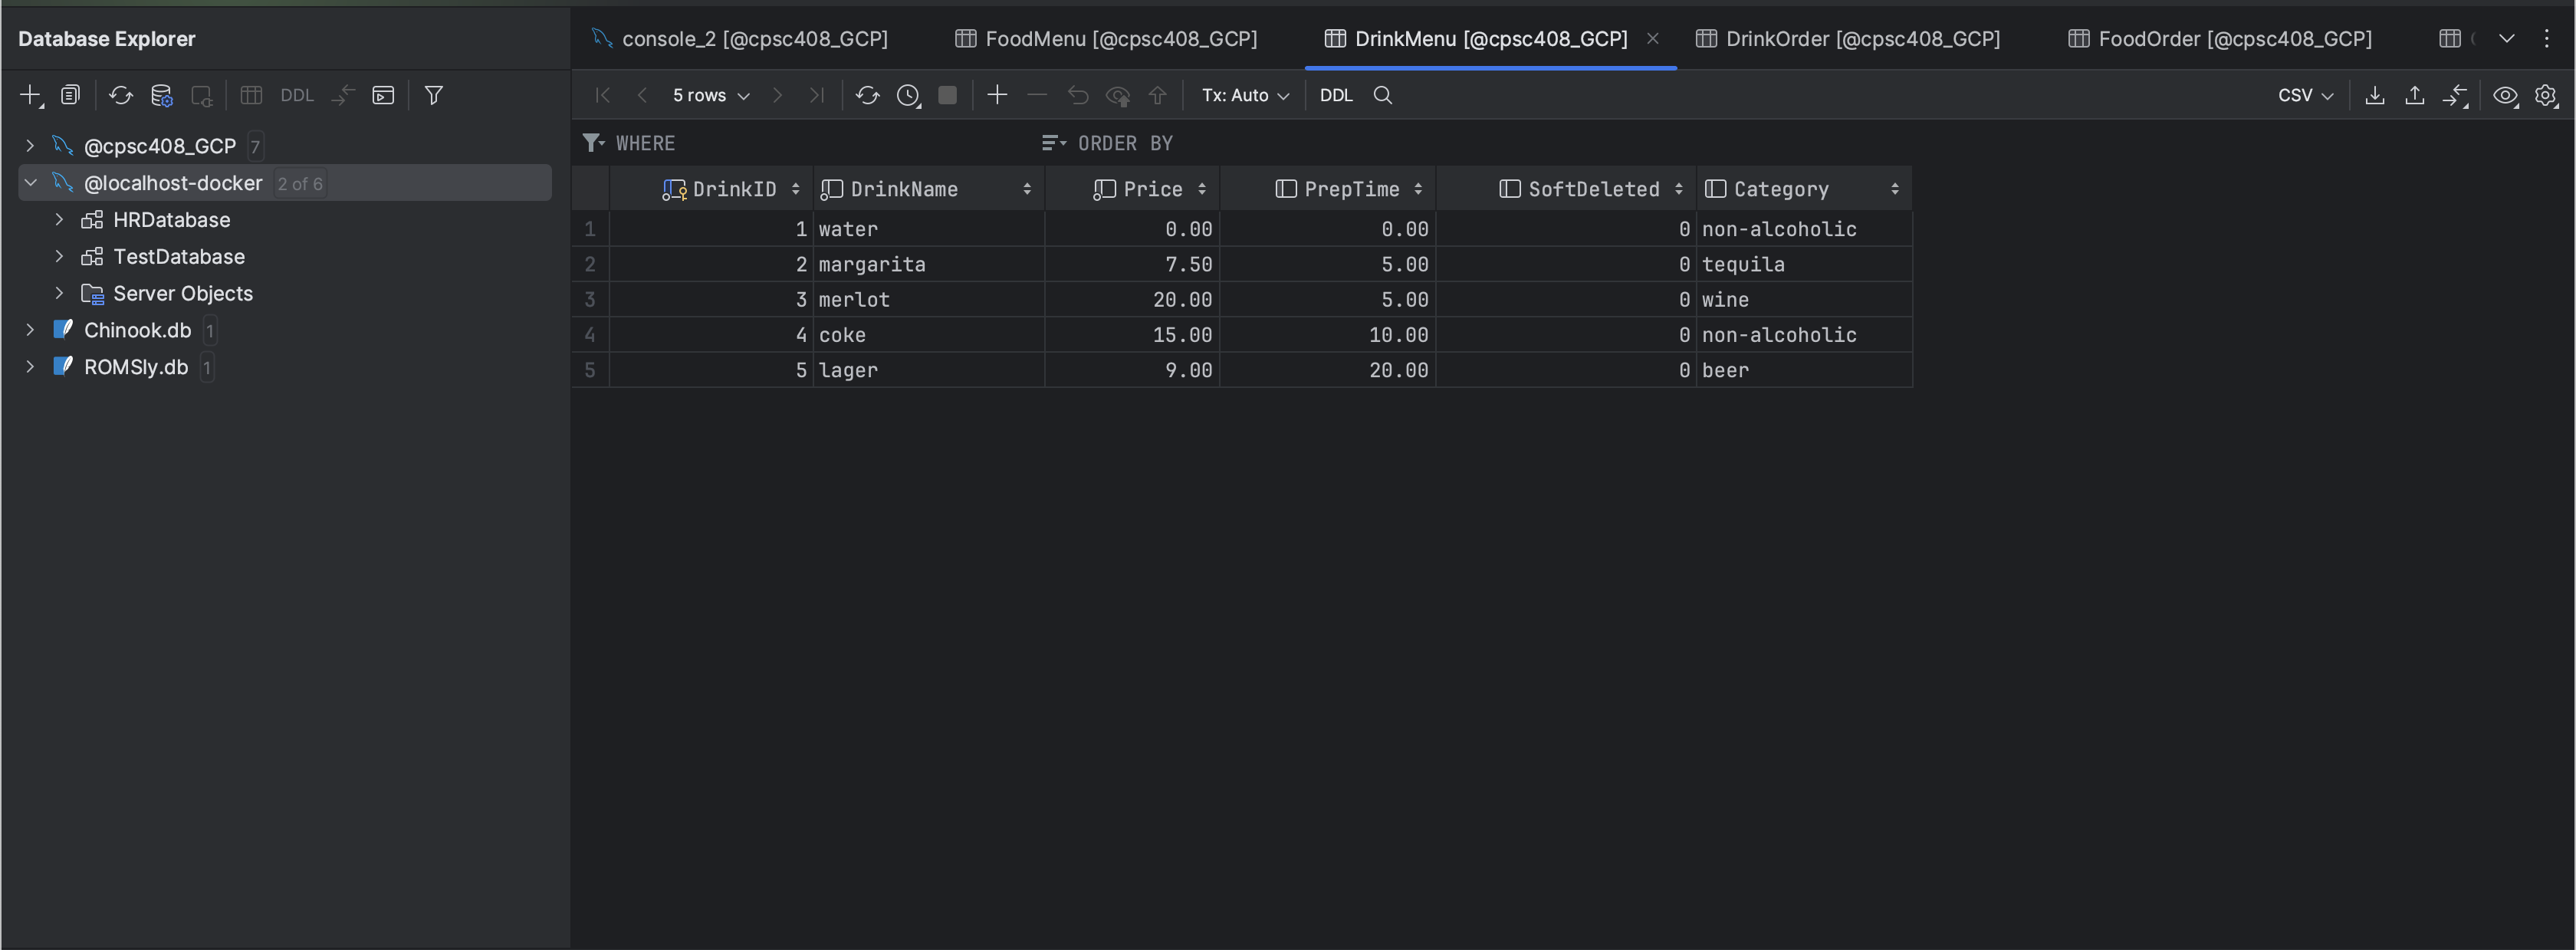 Database Explorer
console_2 [@cpsc408_GCP] FoodMenu [@cpsc408_GCP] DrinkMenu [@cpsc408_GCP] DrinkOrder [@cpsc408_GCP] FoodOrder [@cpsc408_GCP]
DDL
5 rows Tx: Auto DDL CSV
@cpsc408_GCP 7
@localhost-docker 2 of 6
HRDatabase
TestDatabase
Server Objects
Chinook.db 1
ROMSly.db 1
WHERE ORDER BY
DrinkID DrinkName Price PrepTime SoftDeleted Category
1 1 water 0.00 0.00 0 non-alcoholic
2 2 margarita 7.50 5.00 0 tequila
3 3 merlot 20.00 5.00 0 wine
4 4 coke 15.00 10.00 0 non-alcoholic
5 5 lager 9.00 20.00 0 beer